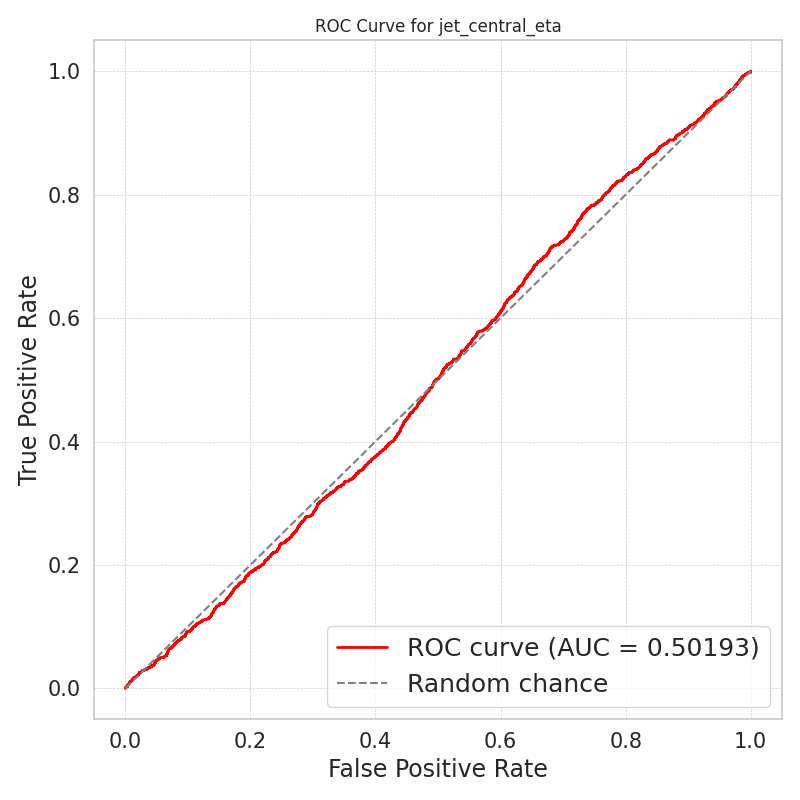 ROC Curve for jet_central_eta
1.0
0.8
0.6
0.4
0.2
0.0
True Positive Rate
ROC curve (AUC = 0.50193)
Random chance
0.0 0.2 0.4 0.6 0.8 1.0
False Positive Rate